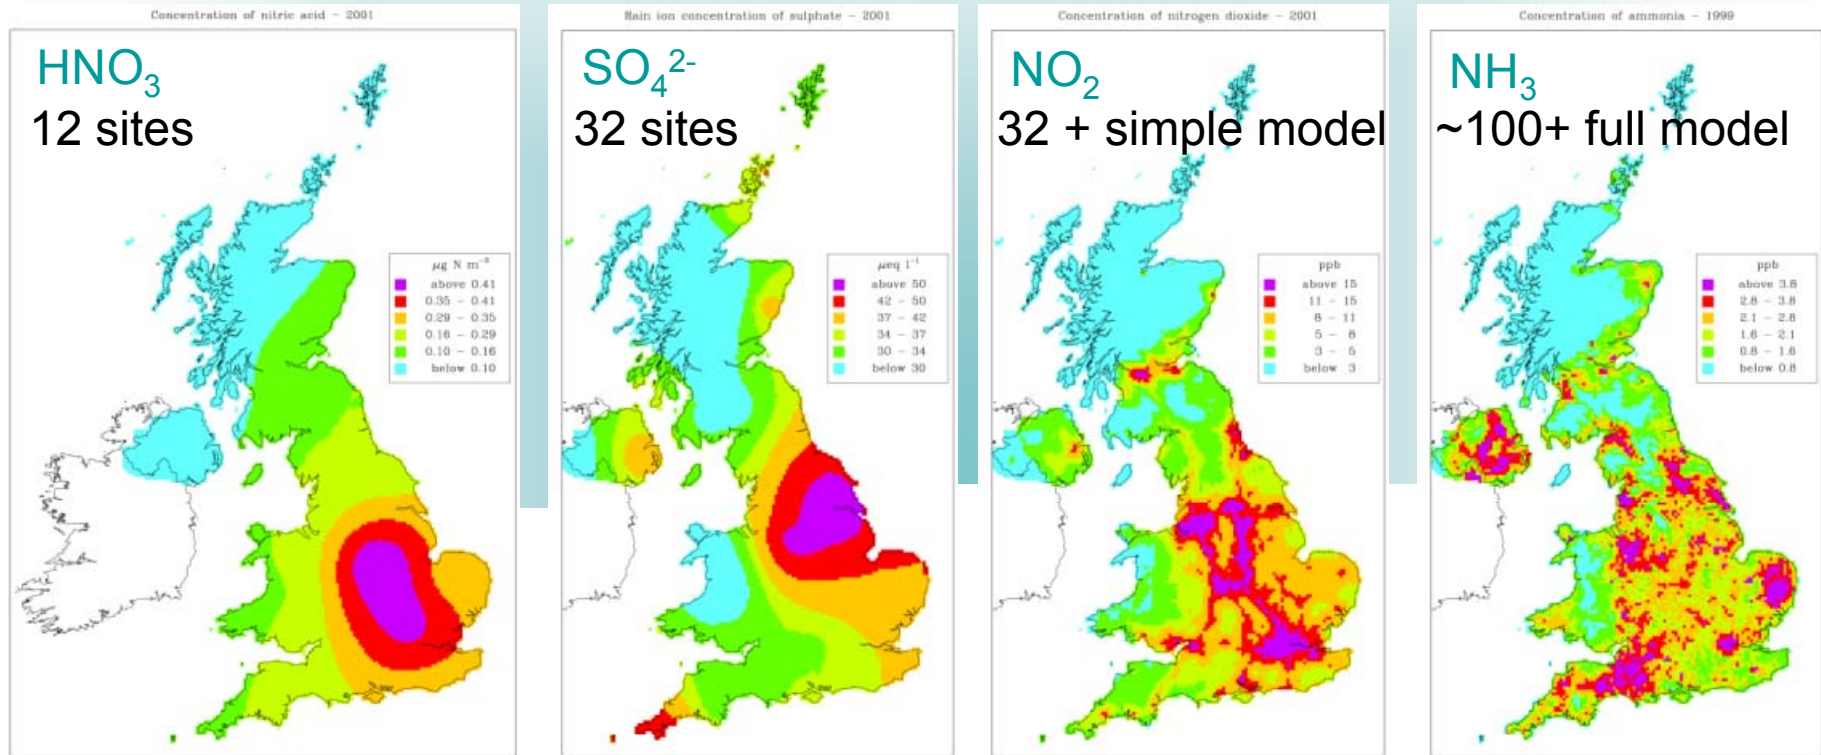 Concentration of nitric acid – 2001
HNO₃
12 sites
µg N m⁻³
above 0.41
0.35 – 0.41
0.29 – 0.35
0.16 – 0.29
0.10 – 0.16
below 0.10
Rain ion concentration of sulphate – 2001
SO₄²⁻
32 sites
µeq l⁻¹
above 50
42 – 50
37 – 42
34 – 37
30 – 34
below 30
Concentration of nitrogen dioxide – 2001
NO₂
32 + simple model
ppb
above 15
11 – 15
8 – 11
5 – 8
3 – 5
below 3
Concentration of ammonia – 1999
NH₃
~100+ full model
ppb
above 3.8
2.8 – 3.8
2.1 – 2.8
1.6 – 2.1
0.8 – 1.6
below 0.8